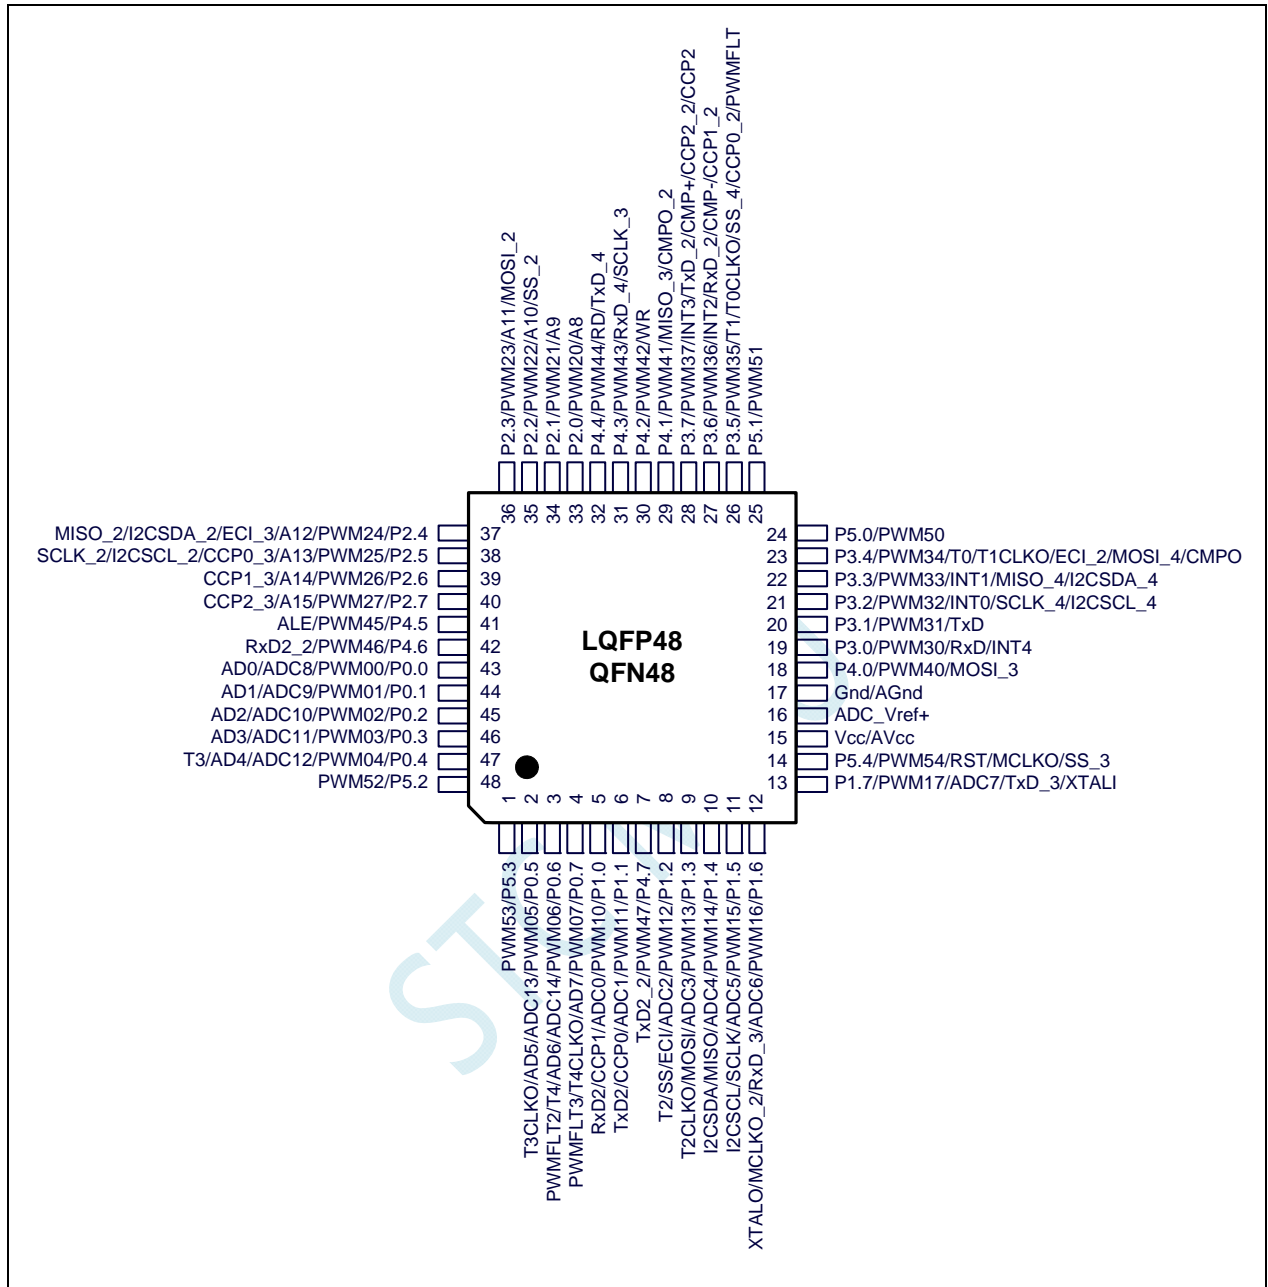 P2.3/PWM23/A11/MOSI_2
P2.2/PWM22/A10/SS_2
P2.1/PWM21/A9
P2.0/PWM20/A8
P4.4/PWM44/RD/TxD_4
P4.3/PWM43/RxD_4/SCLK_3
P4.2/PWM42/WR
P4.1/PWM41/MISO_3/CMPO_2
P3.7/PWM37/INT3/TxD_2/CMP+/CCP2_2/CCP2
P3.6/PWM36/INT2/RxD_2/CMP-/CCP1_2
P3.5/PWM35/T1/T0CLKO/SS_4/CCP0_2/PWMFLT
P5.1/PWM51
36 35 34 33 32 31 30 29 28 27 26 25
MISO_2/I2CSDA_2/ECI_3/A12/PWM24/P2.4 37
SCLK_2/I2CSCL_2/CCP0_3/A13/PWM25/P2.5 38
CCP1_3/A14/PWM26/P2.6 39
CCP2_3/A15/PWM27/P2.7 40
ALE/PWM45/P4.5 41
RxD2_2/PWM46/P4.6 42
AD0/ADC8/PWM00/P0.0 43
AD1/ADC9/PWM01/P0.1 44
AD2/ADC10/PWM02/P0.2 45
AD3/ADC11/PWM03/P0.3 46
T3/AD4/ADC12/PWM04/P0.4 47
PWM52/P5.2 48
LQFP48
QFN48
24 P5.0/PWM50
23 P3.4/PWM34/T0/T1CLKO/ECI_2/MOSI_4/CMPO
22 P3.3/PWM33/INT1/MISO_4/I2CSDA_4
21 P3.2/PWM32/INT0/SCLK_4/I2CSCL_4
20 P3.1/PWM31/TxD
19 P3.0/PWM30/RxD/INT4
18 P4.0/PWM40/MOSI_3
17 Gnd/AGnd
16 ADC_Vref+
15 Vcc/AVcc
14 P5.4/PWM54/RST/MCLKO/SS_3
13 P1.7/PWM17/ADC7/TxD_3/XTALI
1 2 3 4 5 6 7 8 9 10 11 12
PWM53/P5.3
T3CLKO/AD5/ADC13/PWM05/P0.5
PWMFLT2/T4/AD6/ADC14/PWM06/P0.6
PWMFLT3/T4CLKO/AD7/PWM07/P0.7
RxD2/CCP1/ADC0/PWM10/P1.0
TxD2/CCP0/ADC1/PWM11/P1.1
TxD2_2/PWM47/P4.7
T2/SS/ECI/ADC2/PWM12/P1.2
T2CLKO/MOSI/ADC3/PWM13/P1.3
I2CSDA/MISO/ADC4/PWM14/P1.4
I2CSCL/SCLK/ADC5/PWM15/P1.5
XTALO/MCLKO_2/RxD_3/ADC6/PWM16/P1.6